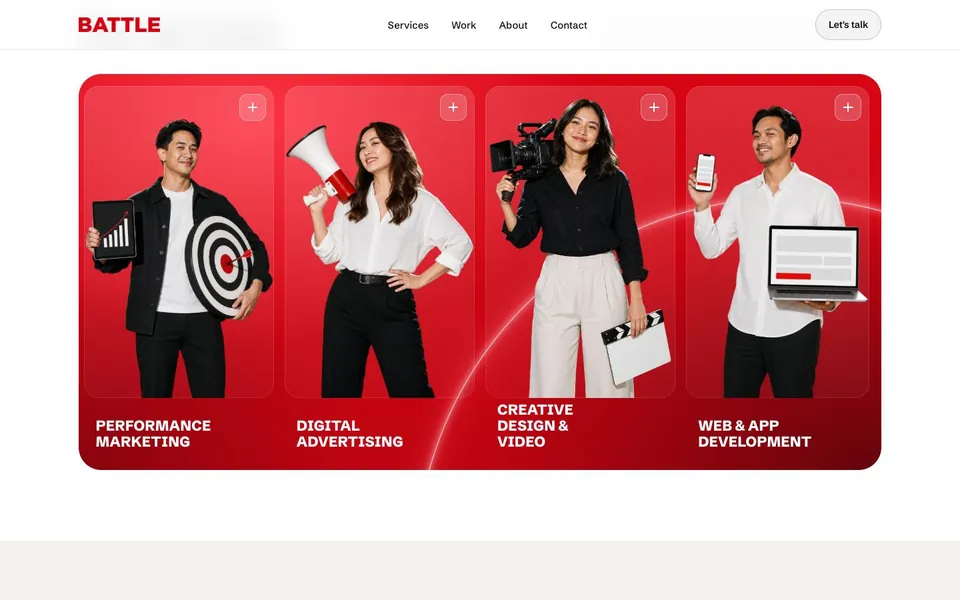 BATTLE
Services
Work
About
Contact
Let's talk
PERFORMANCE
MARKETING
DIGITAL
ADVERTISING
CREATIVE
DESIGN &
VIDEO
WEB & APP
DEVELOPMENT